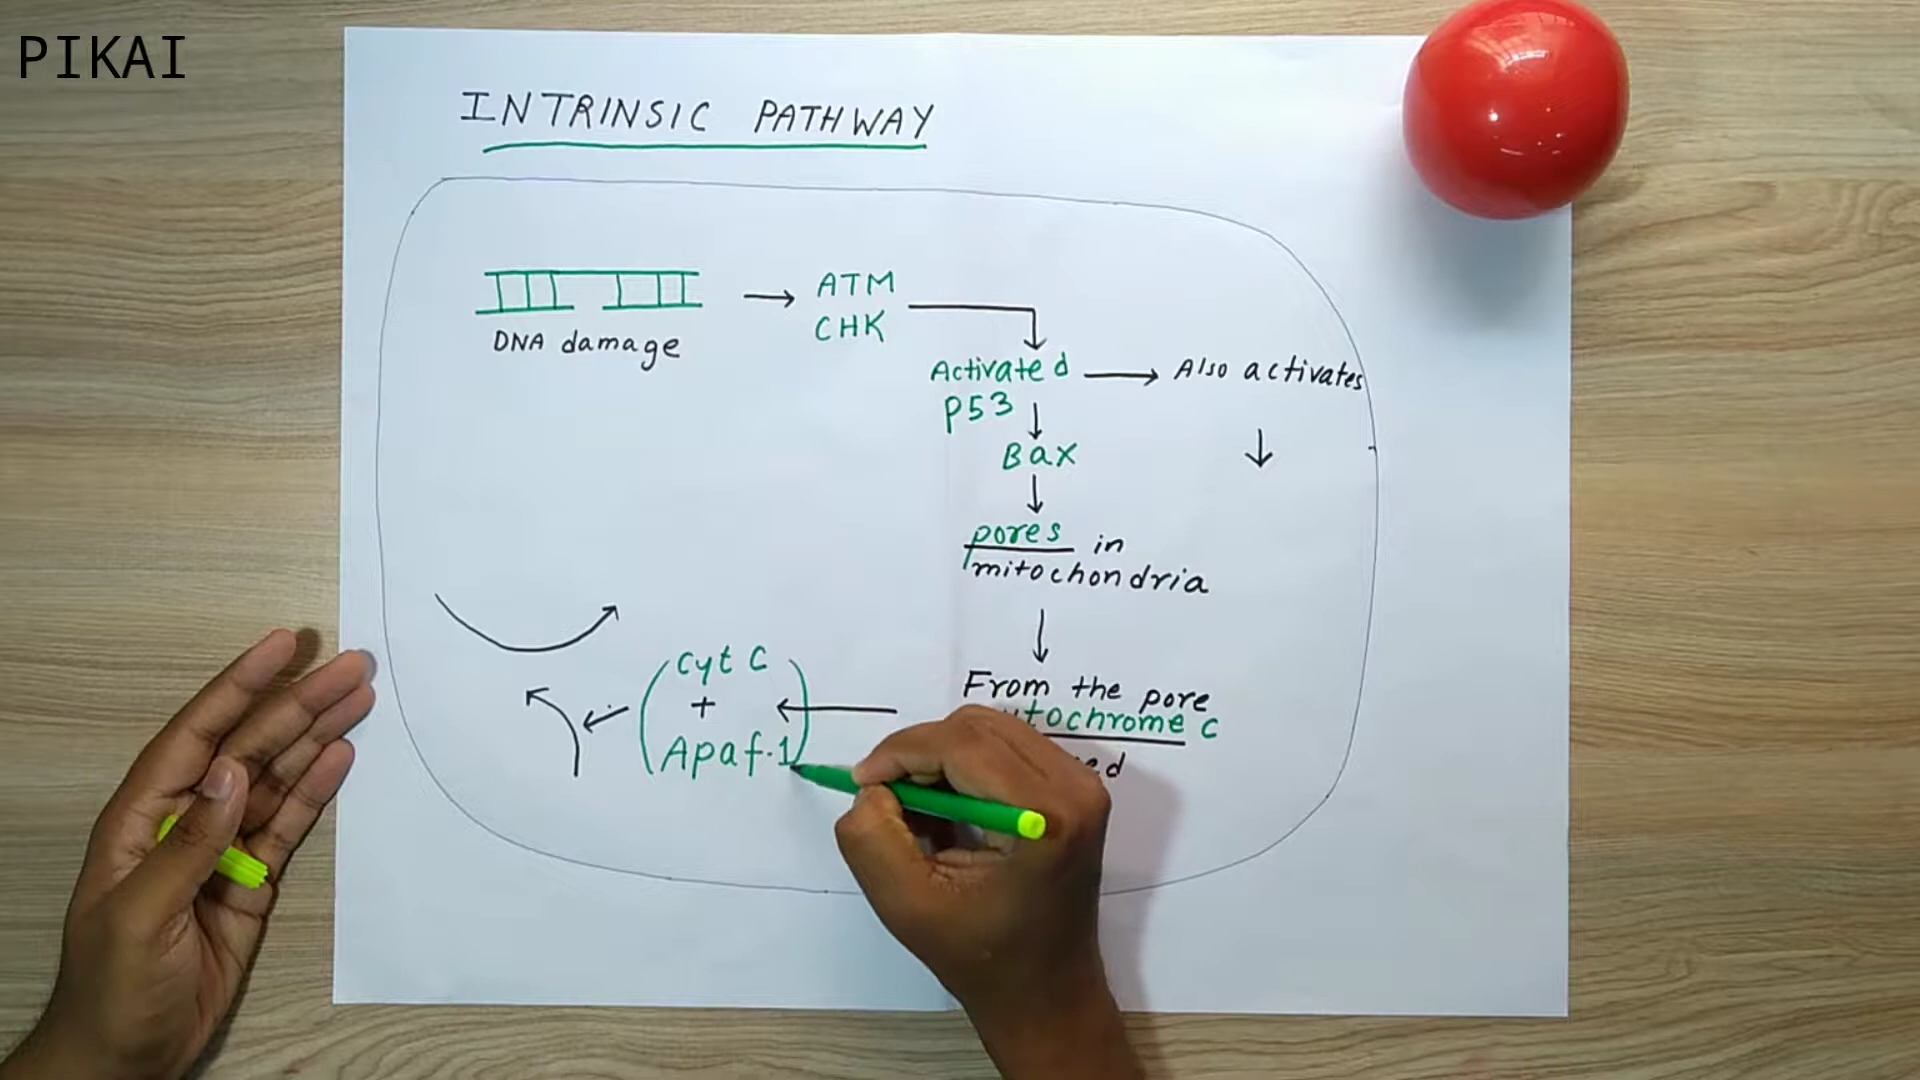 PIKAI
INTRINSIC PATHWAY
DNA damage
ATM
CHK
Activated
P53
Also activates
Bax
pores in
mitochondria
From the pore
C
Cyt C
+
Apaf-1